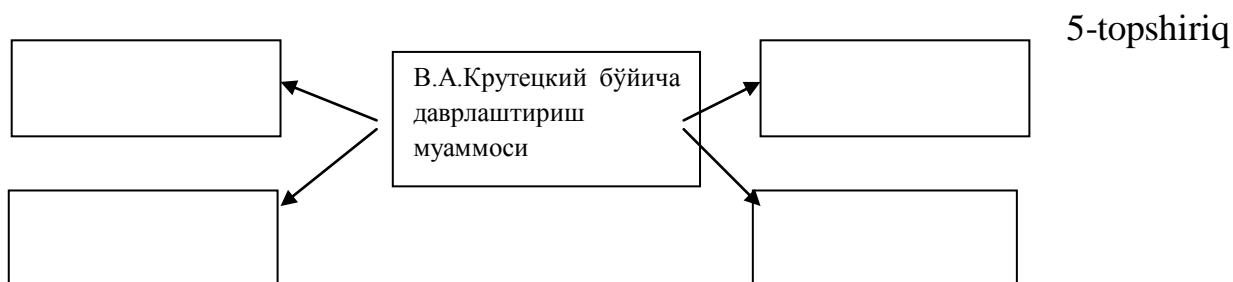 5-topshiriq
В.А.Крутецкий бўйича
даврлаштириш
муаммоси